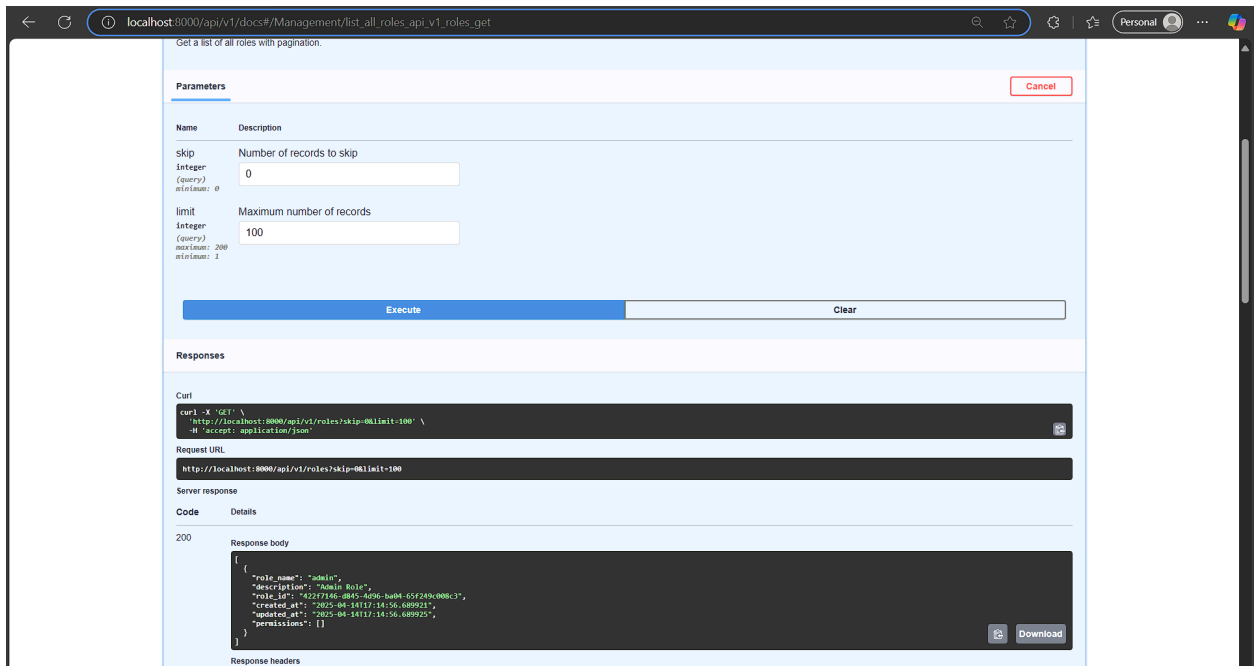 localhost:8000/api/v1/docs#/Management/list_all_roles_api_v1_roles_get
Personal
Get a list of all roles with pagination.
Parameters
Cancel
Name Description
skip Number of records to skip
integer
(query)
minimum: 0
0
limit Maximum number of records
integer
(query)
maximum: 200
minimum: 1
100
Execute Clear
Responses
Curl
curl -X 'GET' \
'http://localhost:8000/api/v1/roles?skip=0&limit=100' \
-H 'accept: application/json'
Request URL
http://localhost:8000/api/v1/roles?skip=0&limit=100
Server response
Code Details
200
Response body
[
{
"role_name": "admin",
"description": "Admin Role",
"role_id": "422f7146-d845-4d96-ba04-65f249c008c3",
"created_at": "2025-04-14T17:14:56.689921",
"updated_at": "2025-04-14T17:14:56.689925",
"permissions": []
}
]
Download
Response headers